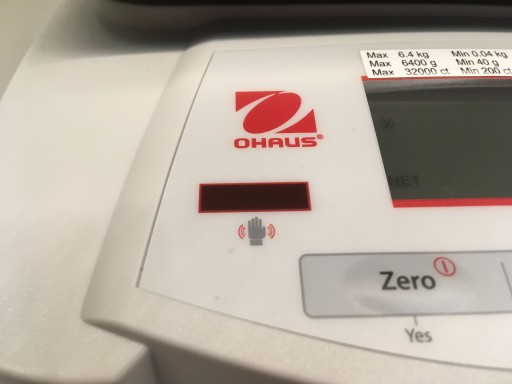 Max 6.4 kg Min 0.04 kg
Max 6400 g Min 40 g
Max 32000 ct Min 200 ct
OHAUS®
*
NET
Zero
Yes